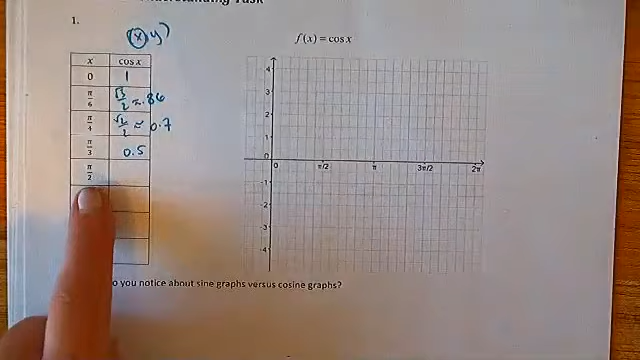 Understanding Task
1.
(x, y)
f(x) = cos x
x cos x
0 1
π/6 √3/2 ≈ .86
π/4 √2/2 ≈ 0.7
π/3 0.5
π/2
4
3
2
1
0
0 π/2 π 3π/2 2π
-1
-2
-3
-4
o you notice about sine graphs versus cosine graphs?